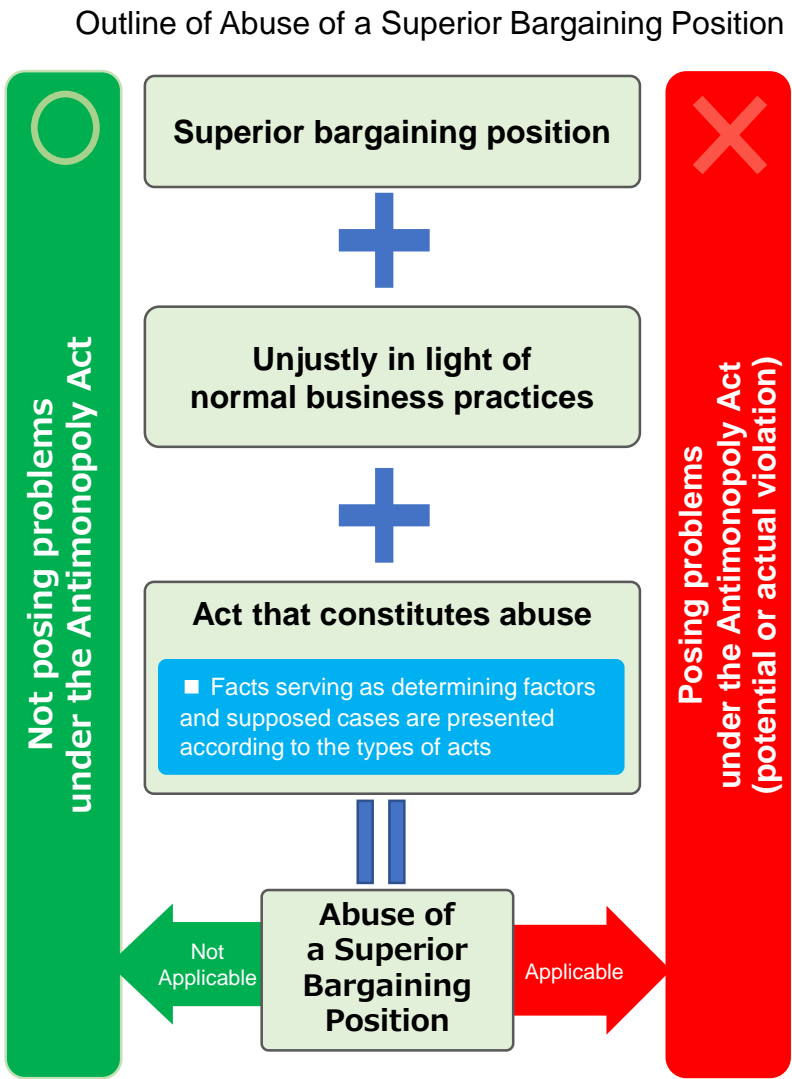 Outline of Abuse of a Superior Bargaining Position
Not posing problems
under the Antimonopoly Act
Superior bargaining position
Unjustly in light of
normal business practices
Act that constitutes abuse
■ Facts serving as determining factors
and supposed cases are presented
according to the types of acts
Abuse of
a Superior
Bargaining
Position
Not
Applicable
Applicable
Posing problems
under the Antimonopoly Act
(potential or actual violation)